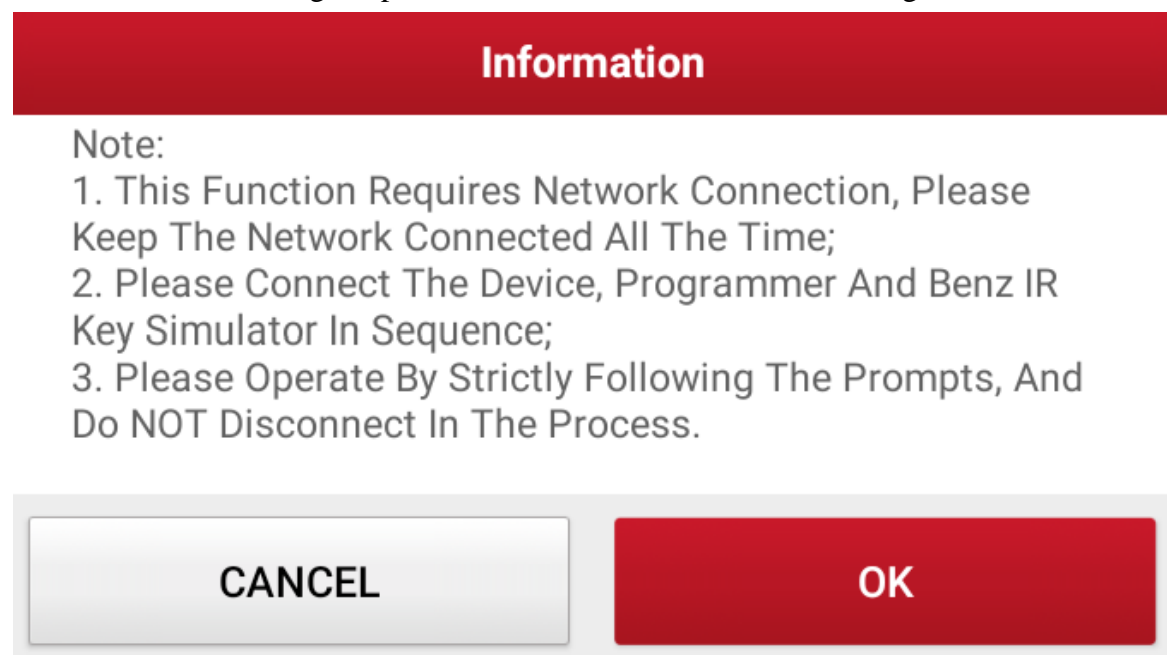 Information
Note:
1. This Function Requires Network Connection, Please
Keep The Network Connected All The Time;
2. Please Connect The Device, Programmer And Benz IR
Key Simulator In Sequence;
3. Please Operate By Strictly Following The Prompts, And
Do NOT Disconnect In The Process.
CANCEL
OK